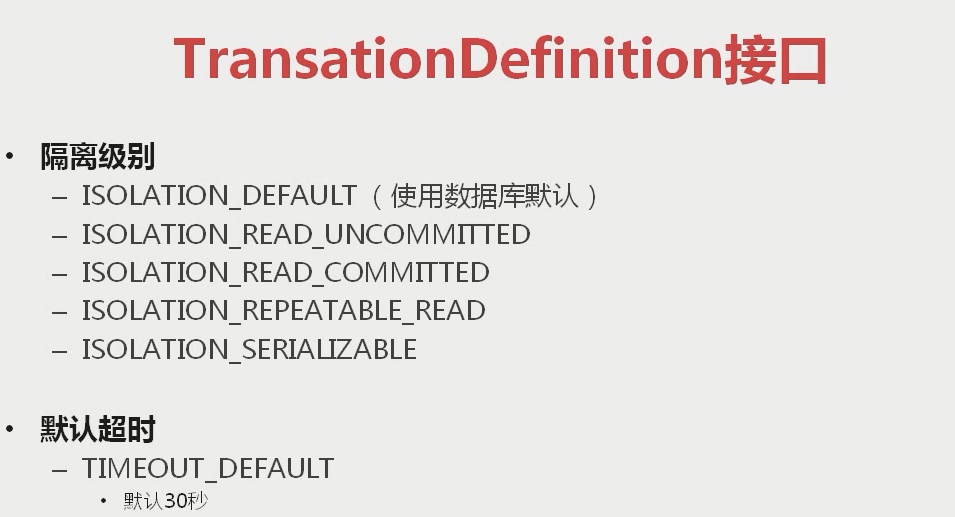 TransationDefinition接口
• 隔离级别
– ISOLATION_DEFAULT（使用数据库默认）
– ISOLATION_READ_UNCOMMITTED
– ISOLATION_READ_COMMITTED
– ISOLATION_REPEATABLE_READ
– ISOLATION_SERIALIZABLE
• 默认超时
– TIMEOUT_DEFAULT
• 默认30秒